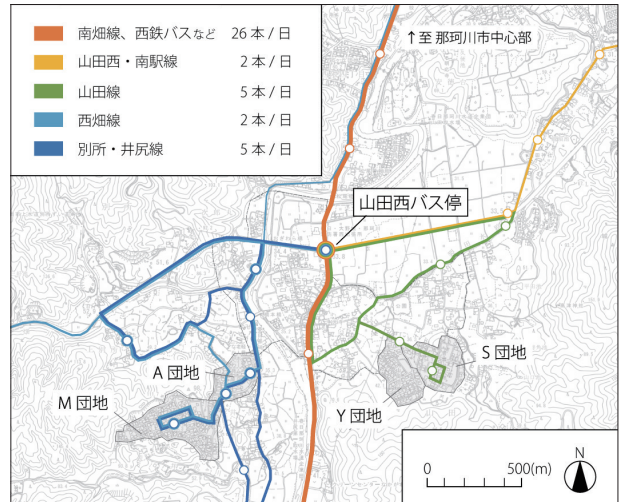 南畑線、西鉄バスなど 26 本 / 日
山田西・南駅線 2 本 / 日
山田線 5 本 / 日
西畑線 2 本 / 日
別所・井尻線 5 本 / 日
↑至 那珂川市中心部
山田西バス停
A 団地
S 団地
M 団地
Y 団地
0 500(m)
N